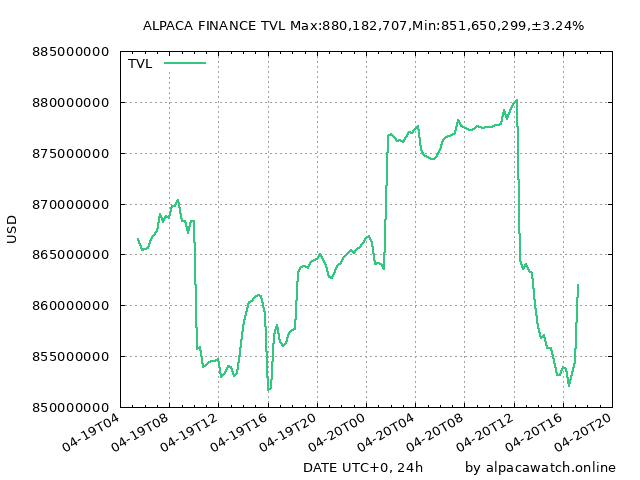 ALPACA FINANCE TVL Max:880,182,707,Min:851,650,299,±3.24%
885000000
TVL
880000000
875000000
870000000
USD
865000000
860000000
855000000
850000000
04-19T04 04-19T08 04-19T12 04-19T16 04-19T20 04-20T00 04-20T04 04-20T08 04-20T12 04-20T16 04-20T20
DATE UTC+0, 24h by alpacawatch.online